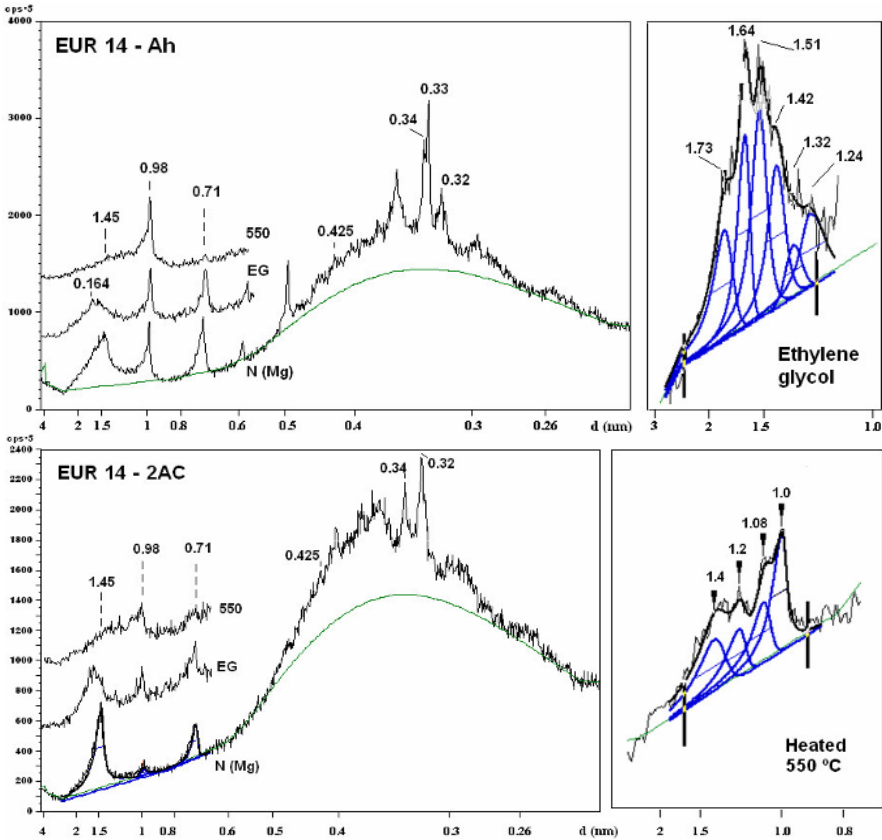 cps·5
EUR 14 - Ah
4000
3000
2000
1000
0
0.33
0.34
0.32
0.98
0.71
1.45
550
0.425
EG
0.164
N (Mg)
4 2 1.5 1 0.8 0.6 0.5 0.4 0.3 0.26
d (nm)
1.64
1.51
1.42
1.73
1.32
1.24
Ethylene
glycol
3 2 1.5 1.0
cps·5
EUR 14 - 2AC
2400
2200
2000
1800
1600
1400
1200
1000
800
600
400
200
0
0.34
0.32
0.425
1.45
0.98
0.71
550
EG
N (Mg)
4 2 1.5 1 0.8 0.6 0.5 0.4 0.3 0.26
d (nm)
1.0
1.08
1.2
1.4
Heated
550 ºC
2 1.5 1.0
d (nm)